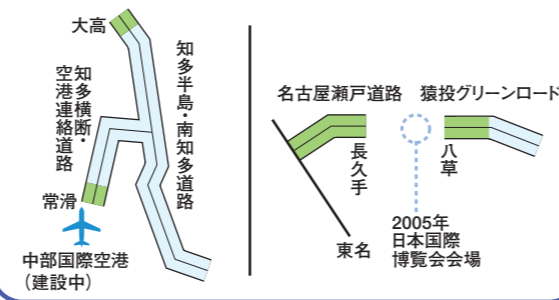 大高
知多半島・南知多道路
知多横断・
空港連絡道路
常滑
中部国際空港
（建設中）
名古屋瀬戸道路
猿投グリーンロード
長久手
八草
東名
2005年
日本国際
博覧会会場